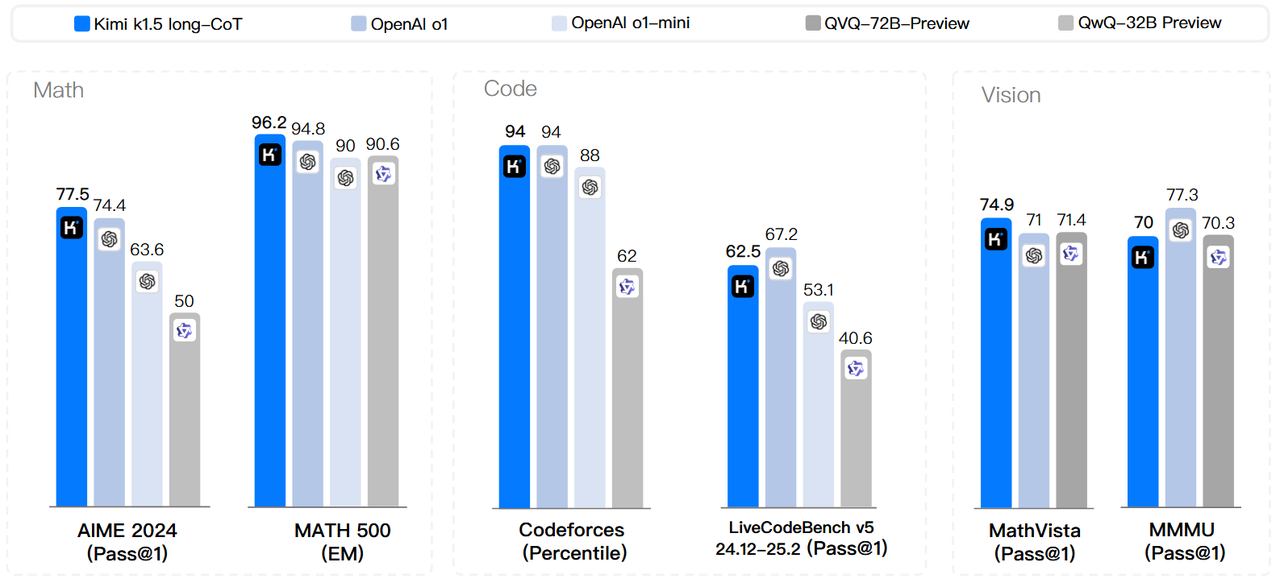 Kimi k1.5 long-CoT
OpenAI o1
OpenAI o1-mini
QVQ-72B-Preview
QwQ-32B Preview
Math
77.5
74.4
63.6
50
AIME 2024
(Pass@1)
96.2
94.8
90
90.6
MATH 500
(EM)
Code
94
94
88
62
Codeforces
(Percentile)
62.5
67.2
53.1
40.6
LiveCodeBench v5
24.12-25.2 (Pass@1)
Vision
74.9
71
71.4
MathVista
(Pass@1)
70
77.3
70.3
MMMU
(Pass@1)